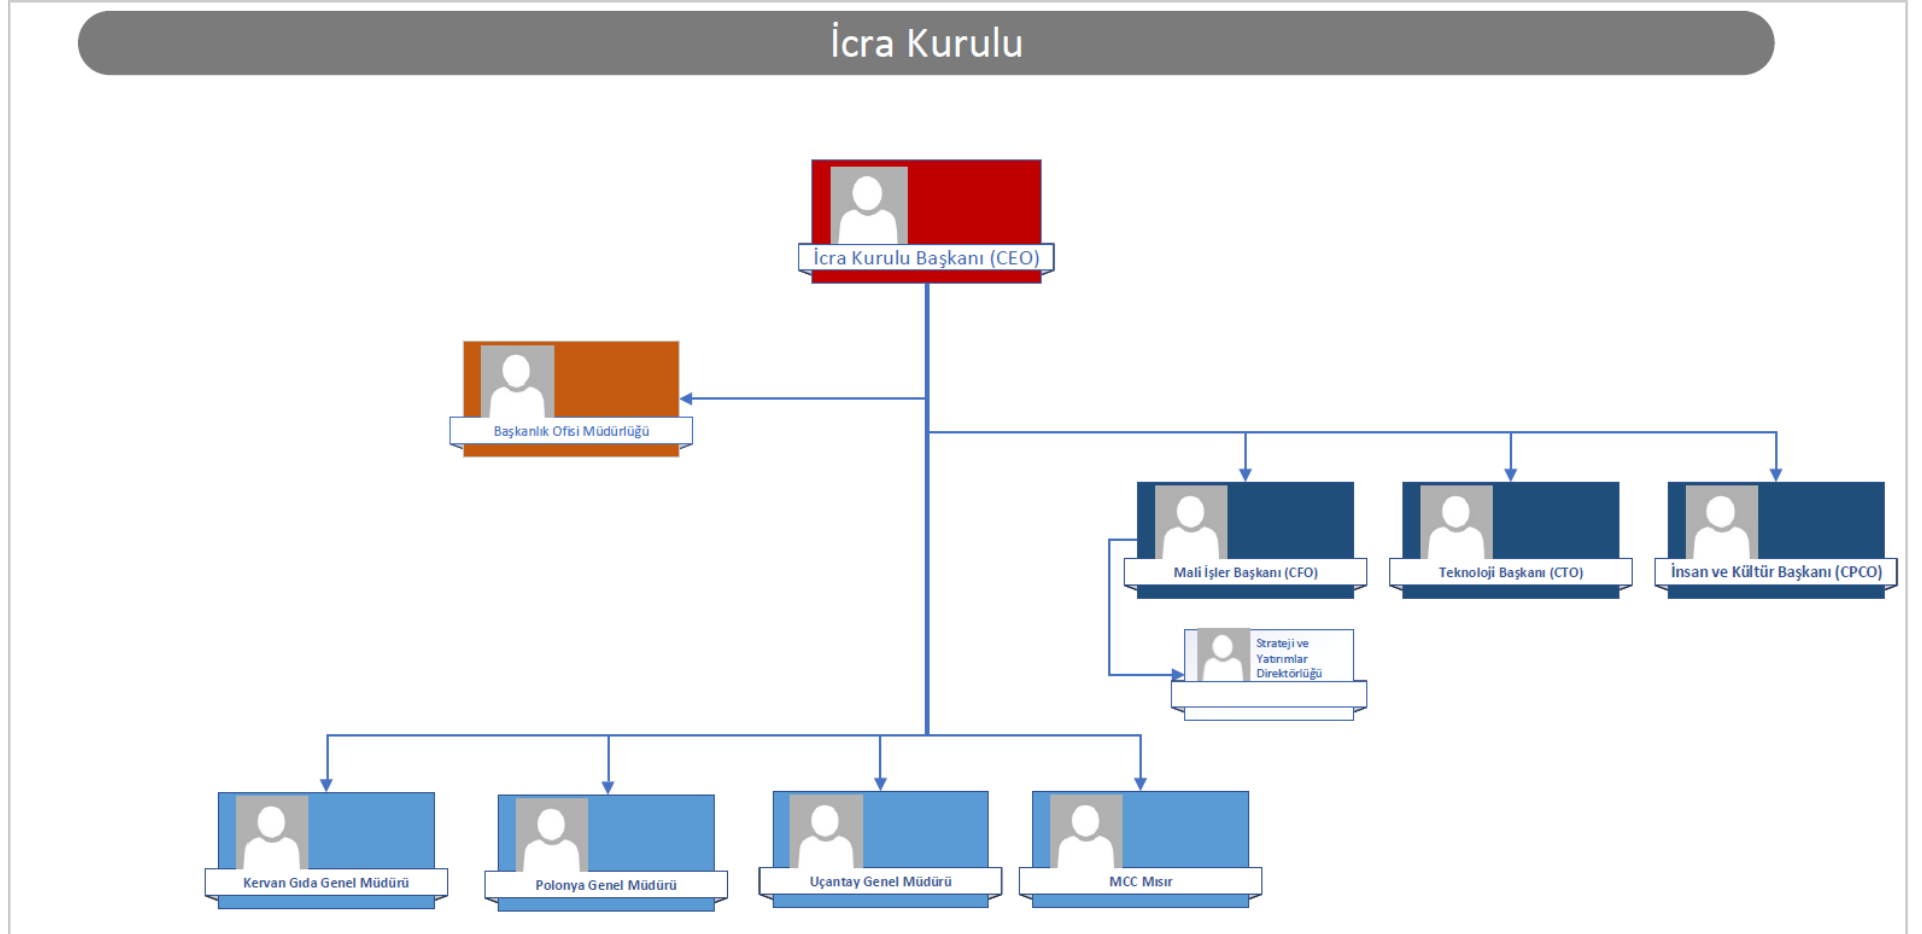 İcra Kurulu
İcra Kurulu Başkanı (CEO)
Başkanlık Ofisi Müdürlüğü
Mali İşler Başkanı (CFO)
Teknoloji Başkanı (CTO)
İnsan ve Kültür Başkanı (CPCO)
Strateji ve
Yatırımlar
Direktörlüğü
Kervan Gıda Genel Müdürü
Polonya Genel Müdürü
Uçantay Genel Müdürü
MCC Mısır